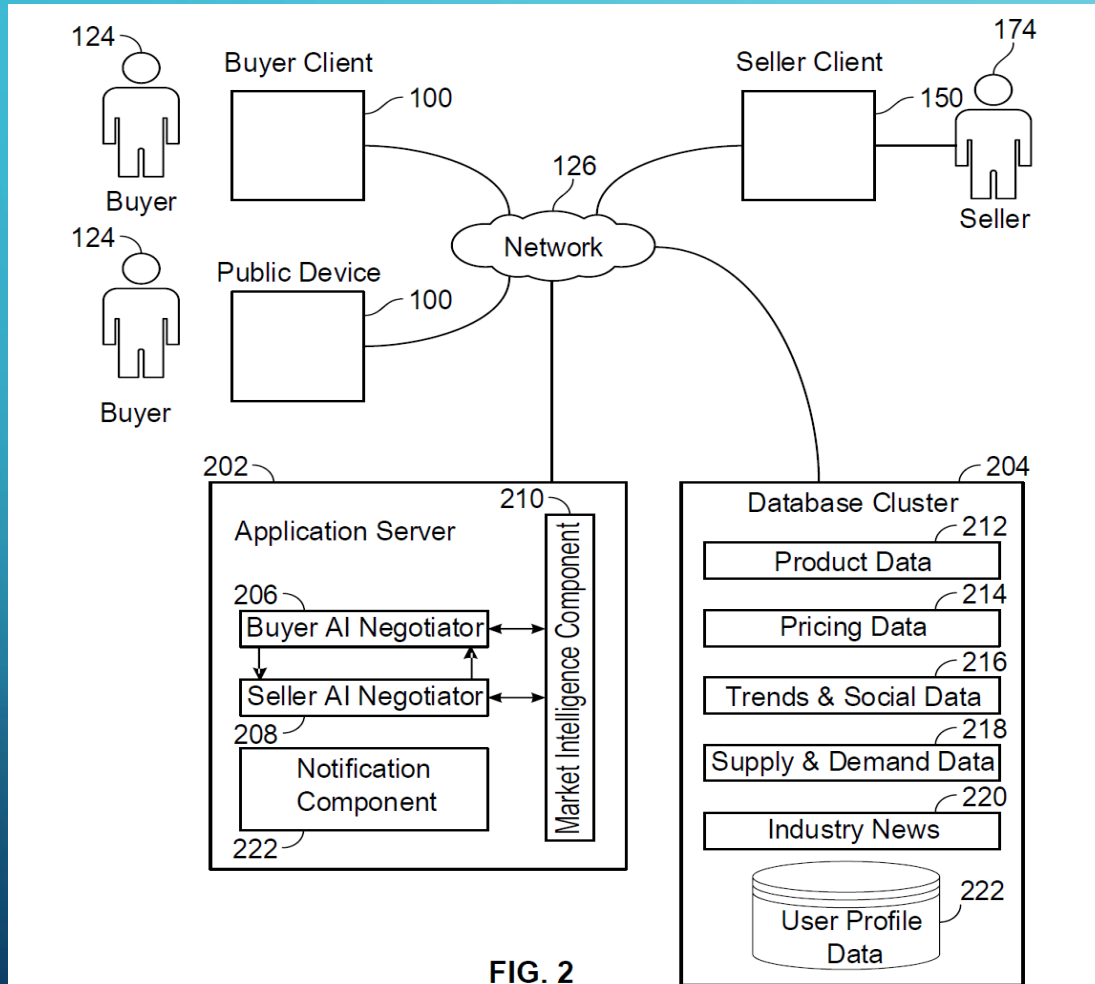 124
Buyer Client
100
Buyer
Seller Client
150
174
Seller
126
Network
124
Public Device
100
Buyer
202
Application Server
210
Market Intelligence Component
206
Buyer AI Negotiator
Seller AI Negotiator
208
Notification
Component
222
204
Database Cluster
212
Product Data
214
Pricing Data
216
Trends & Social Data
218
Supply & Demand Data
220
Industry News
222
User Profile
Data
FIG. 2